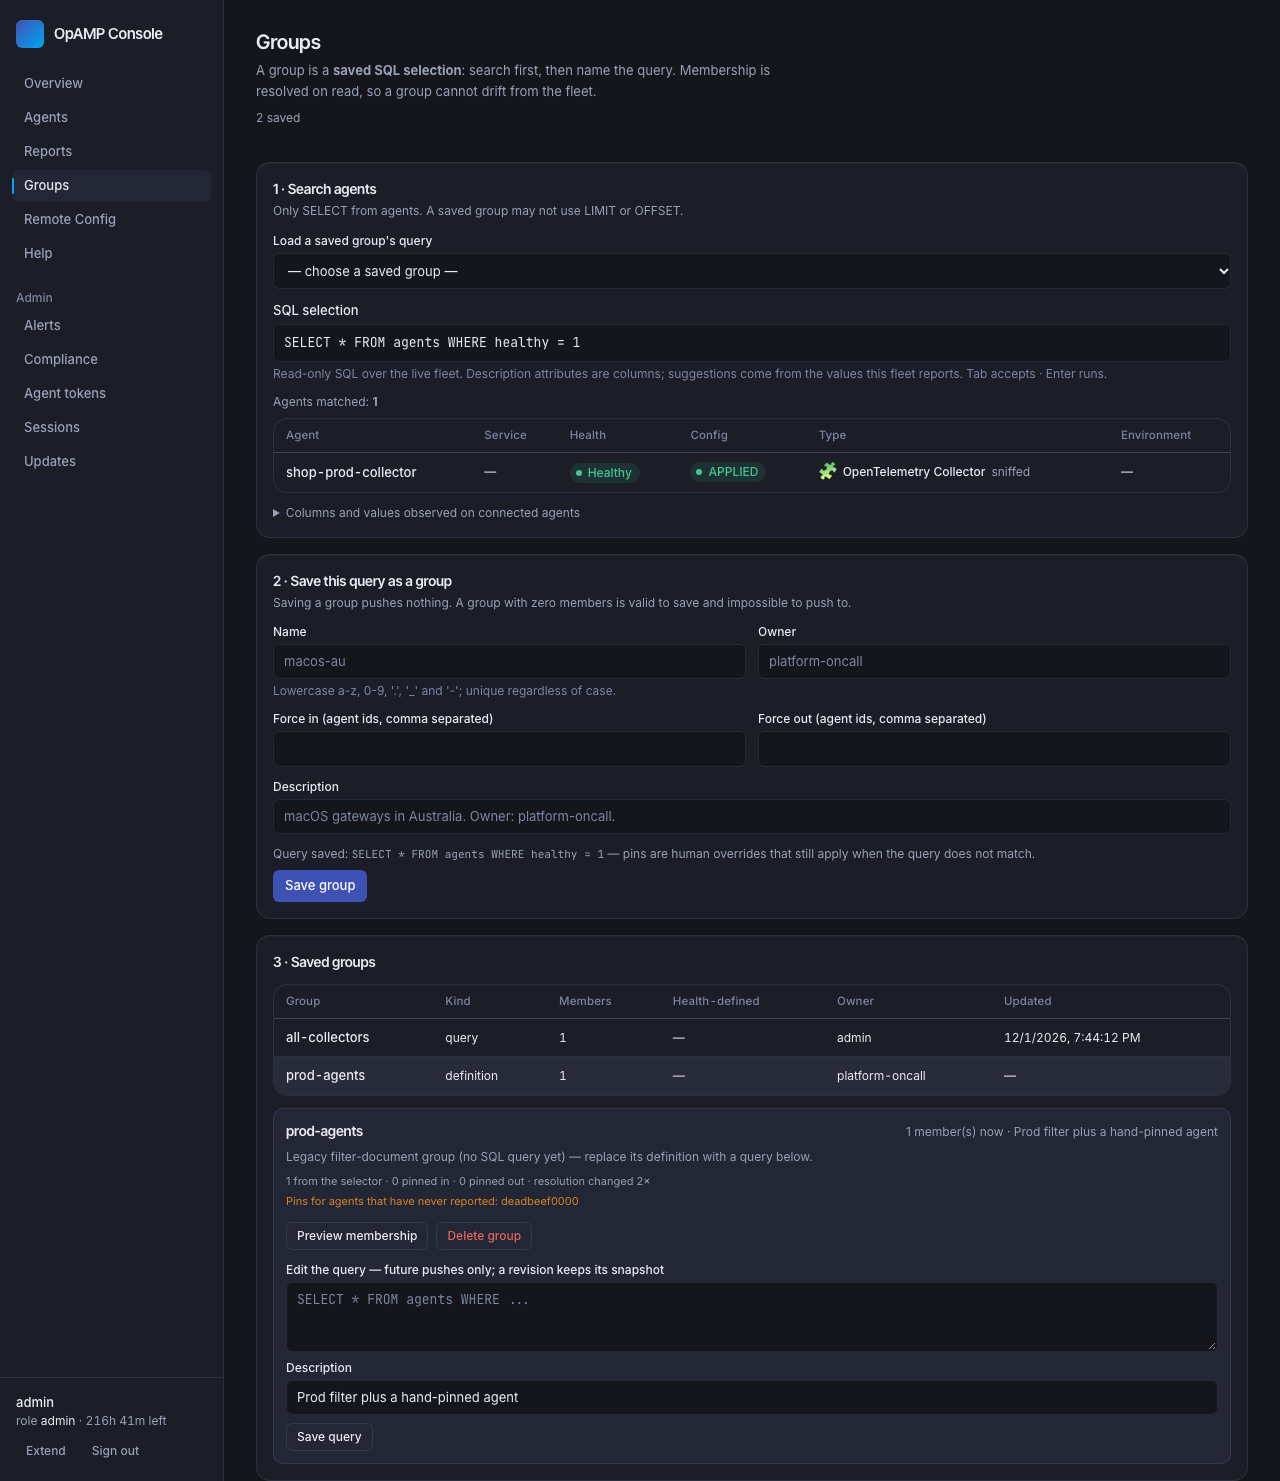 OpAMP Console
Overview
Agents
Reports
Groups
Remote Config
Help
Admin
Alerts
Compliance
Agent tokens
Sessions
Updates
admin
role admin · 216h 41m left
Extend Sign out
Groups
A group is a saved SQL selection: search first, then name the query. Membership is
resolved on read, so a group cannot drift from the fleet.
2 saved
1 · Search agents
Only SELECT from agents. A saved group may not use LIMIT or OFFSET.
Load a saved group's query
— choose a saved group —
SQL selection
SELECT * FROM agents WHERE healthy = 1
Read-only SQL over the live fleet. Description attributes are columns; suggestions come from the values this fleet reports. Tab accepts · Enter runs.
Agents matched: 1
Agent Service Health Config Type Environment
shop-prod-collector — Healthy APPLIED OpenTelemetry Collector sniffed —
Columns and values observed on connected agents
2 · Save this query as a group
Saving a group pushes nothing. A group with zero members is valid to save and impossible to push to.
Name Owner
macos-au platform-oncall
Lowercase a-z, 0-9, '.', '_' and '-'; unique regardless of case.
Force in (agent ids, comma separated) Force out (agent ids, comma separated)
Description
macOS gateways in Australia. Owner: platform-oncall.
Query saved: SELECT * FROM agents WHERE healthy = 1 — pins are human overrides that still apply when the query does not match.
Save group
3 · Saved groups
Group Kind Members Health-defined Owner Updated
all-collectors query 1 — admin 12/1/2026, 7:44:12 PM
prod-agents definition 1 — platform-oncall —
prod-agents 1 member(s) now · Prod filter plus a hand-pinned agent
Legacy filter-document group (no SQL query yet) — replace its definition with a query below.
1 from the selector · 0 pinned in · 0 pinned out · resolution changed 2×
Pins for agents that have never reported: deadbeef0000
Preview membership Delete group
Edit the query — future pushes only; a revision keeps its snapshot
SELECT * FROM agents WHERE ...
Description
Prod filter plus a hand-pinned agent
Save query